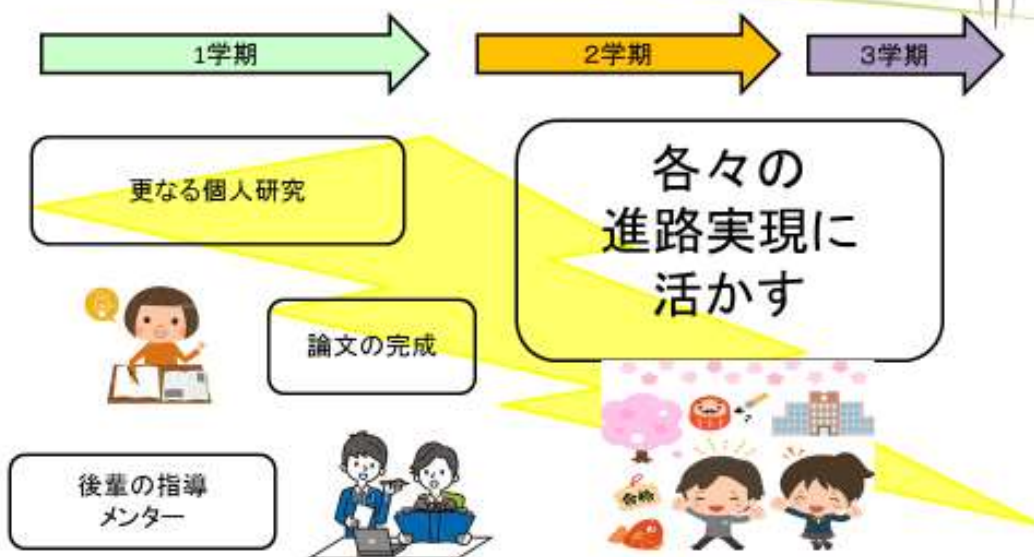 1学期
2学期
3学期
更なる個人研究
各々の
進路実現に
活かす
論文の完成
後輩の指導
メンター
合格